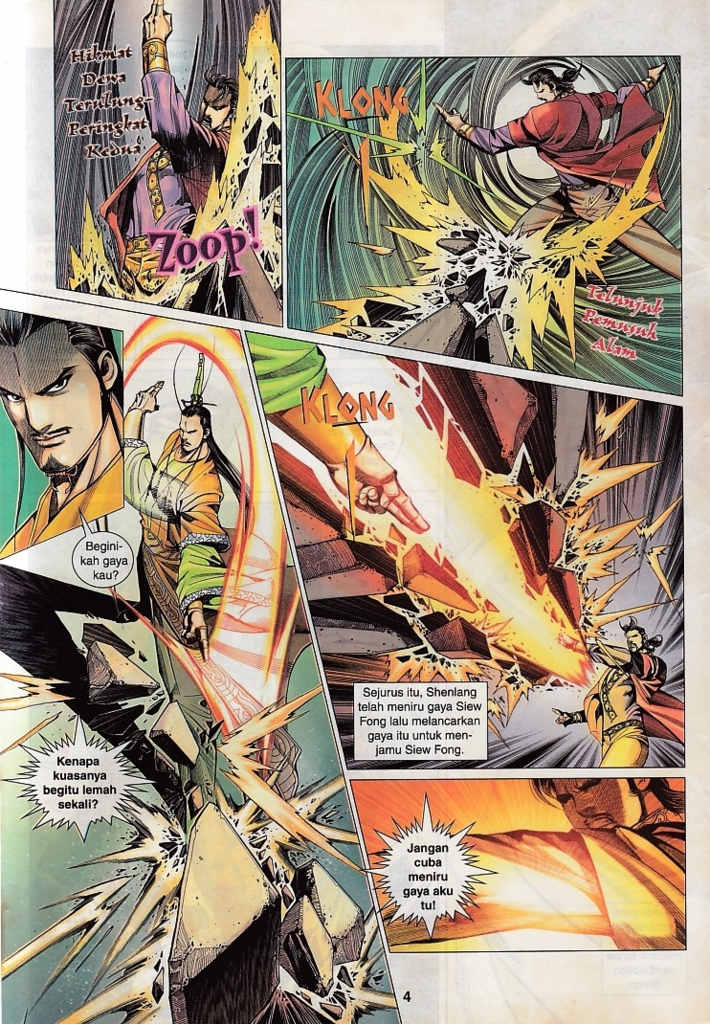 Hikmat
Dewa
Terulung-
Peringkat
Kedua
Zoop!
Klong
Telunjuk
Pemusuk
Alam
Begini-
kah gaya
kau?
Klong
Sejurus itu, Shenlang
telah meniru gaya Siew
Fong lalu melancarkan
gaya itu untuk men-
jamu Siew Fong.
Kenapa
kuasanya
begitu lemah
sekali?
Jangan
cuba
meniru
gaya aku
tu!
4